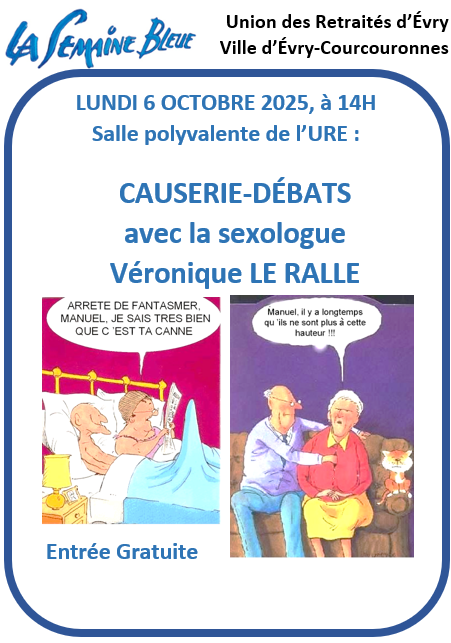 LA SEMAINE BLEUE
Union des Retraités d’Évry
Ville d’Évry-Courcouronnes
LUNDI 6 OCTOBRE 2025, à 14H
Salle polyvalente de l’URE :
CAUSERIE-DÉBATS
avec la sexologue
Véronique LE RALLE
ARRETE DE FANTASMER,
MANUEL, JE SAIS TRES BIEN
QUE C ’EST TA CANNE
Manuel, il y a longtemps
qu ’ils ne sont plus à cette
hauteur !!!
Entrée Gratuite